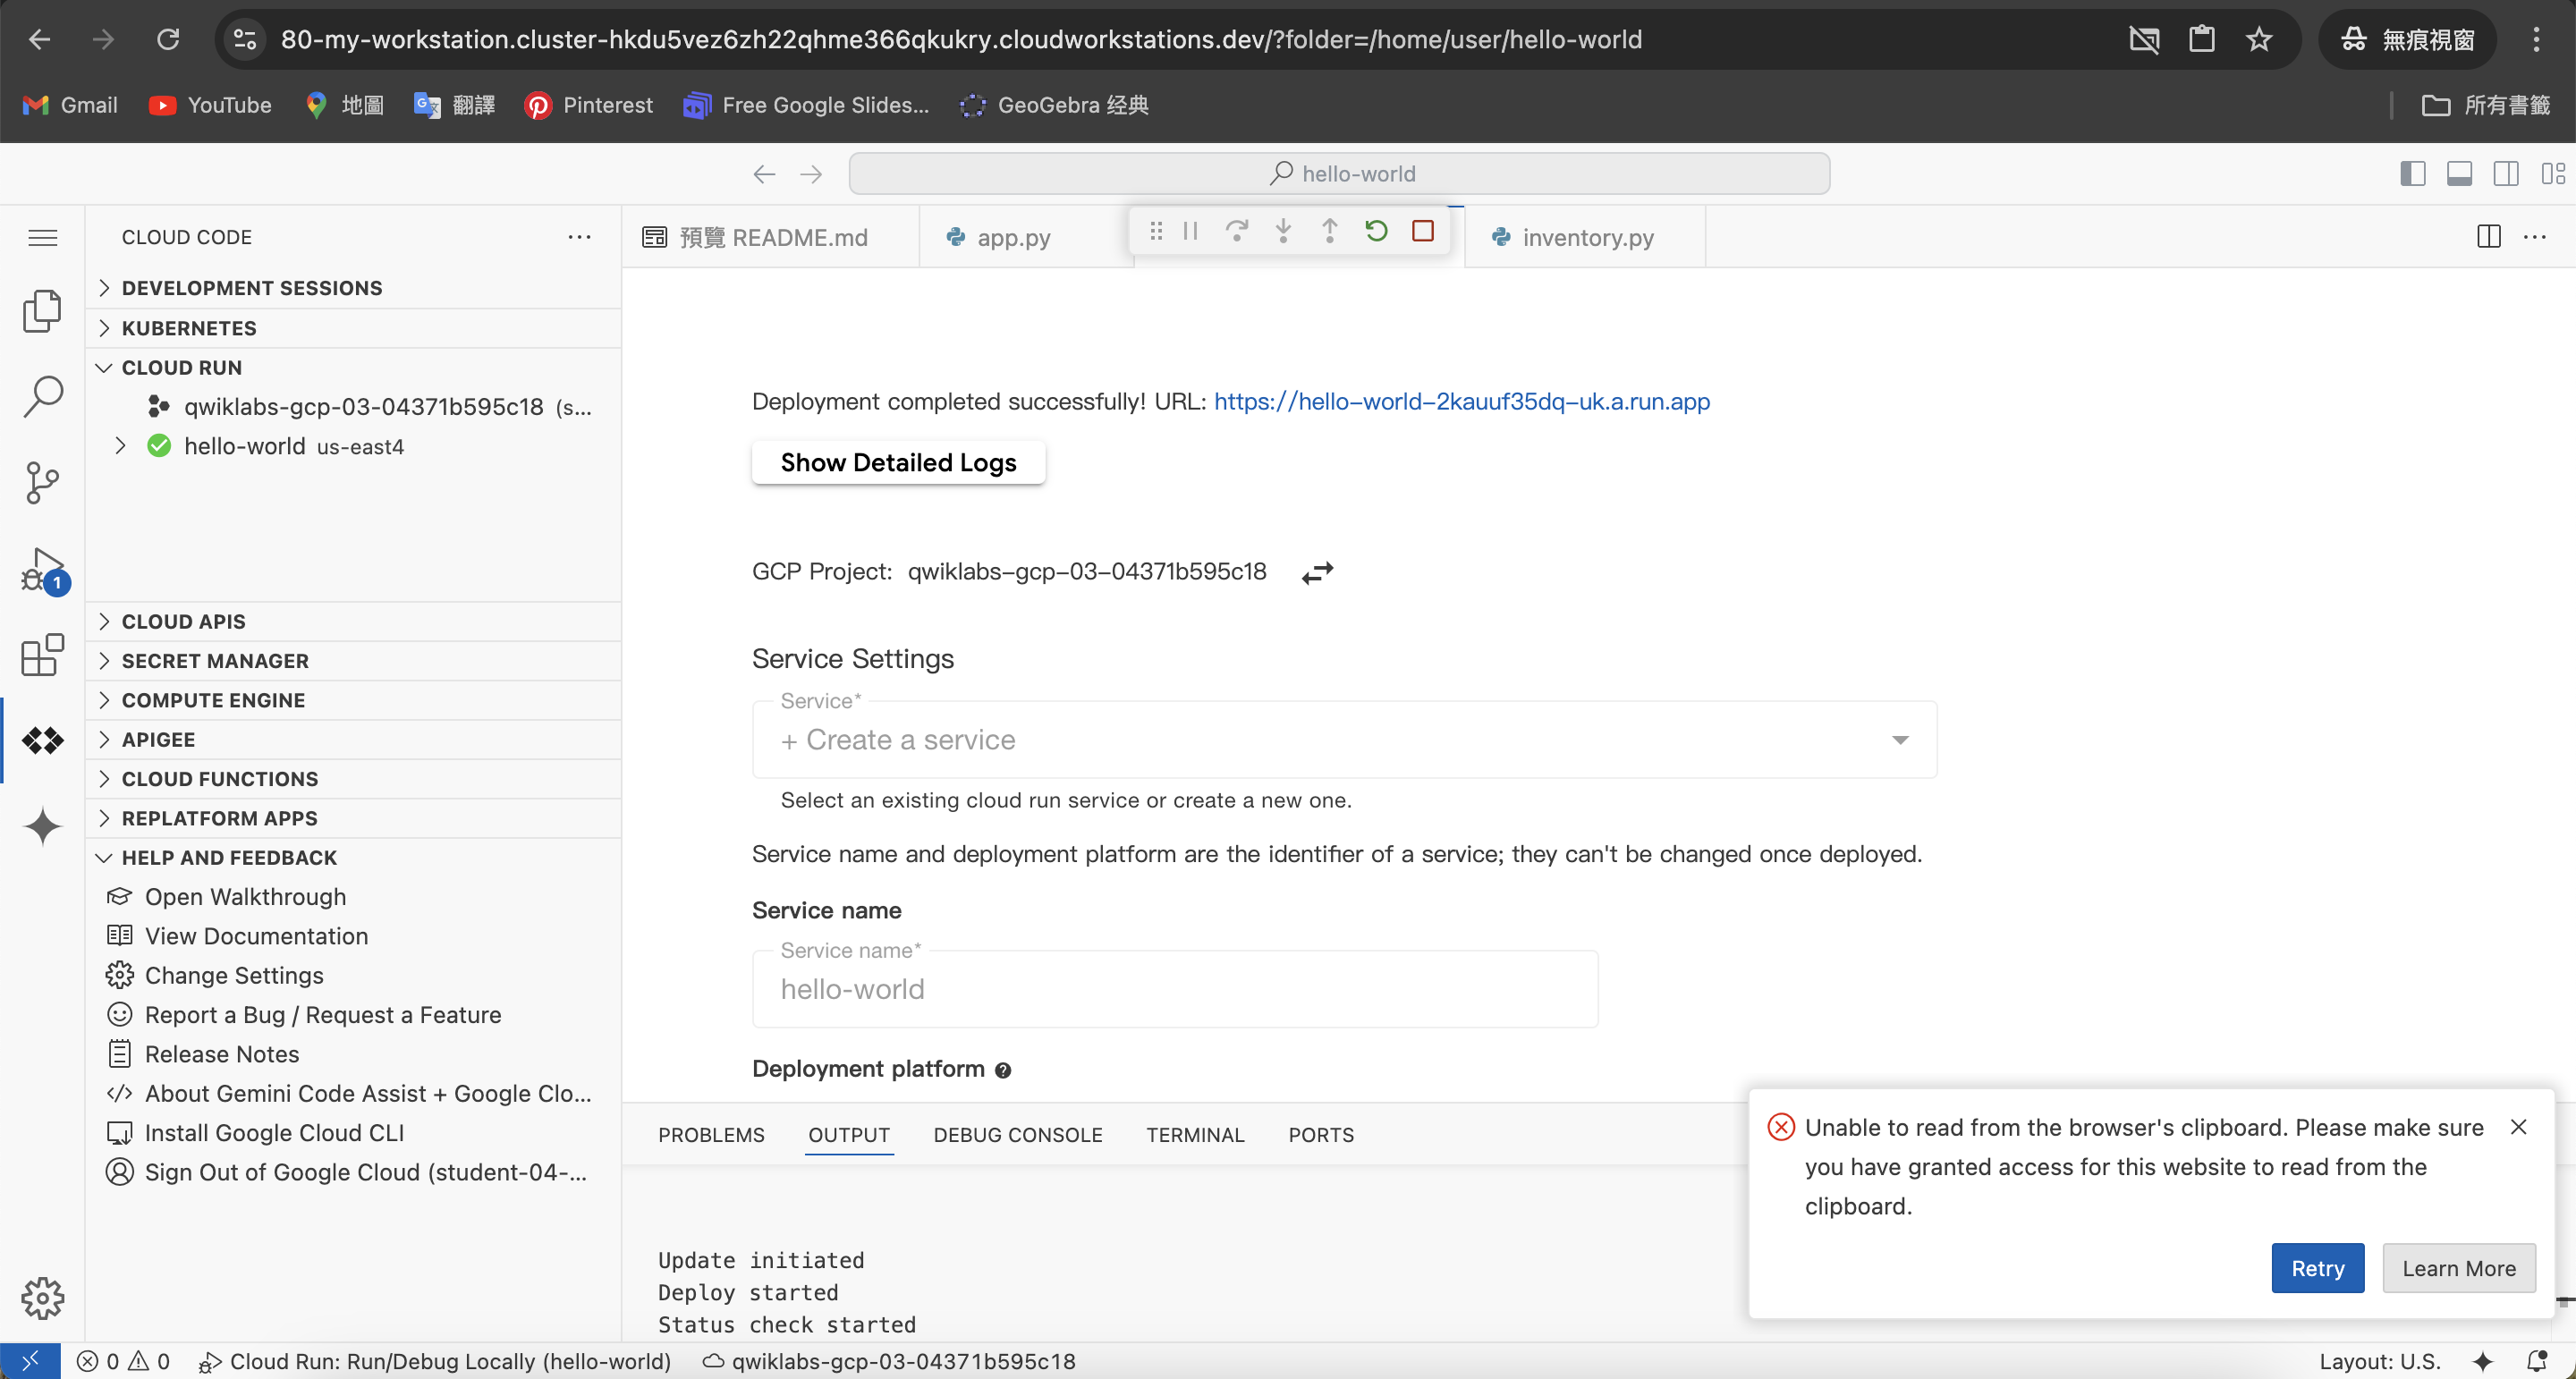 80-my-workstation.cluster-hkdu5vez6zh22qhme366qkukry.cloudworkstations.dev/?folder=/home/user/hello-world
無痕視窗
Gmail
YouTube
地圖
翻譯
Pinterest
Free Google Slides...
GeoGebra 经典
所有書籤
hello-world
CLOUD CODE
預覽 README.md
app.py
inventory.py
DEVELOPMENT SESSIONS
KUBERNETES
CLOUD RUN
qwiklabs-gcp-03-04371b595c18 (s...
hello-world us-east4
CLOUD APIS
SECRET MANAGER
COMPUTE ENGINE
APIGEE
CLOUD FUNCTIONS
REPLATFORM APPS
HELP AND FEEDBACK
Open Walkthrough
View Documentation
Change Settings
Report a Bug / Request a Feature
Release Notes
About Gemini Code Assist + Google Clo...
Install Google Cloud CLI
Sign Out of Google Cloud (student-04-...
1
Deployment completed successfully! URL: https://hello-world-2kauuf35dq-uk.a.run.app
Show Detailed Logs
GCP Project: qwiklabs-gcp-03-04371b595c18
Service Settings
Service*
+ Create a service
Select an existing cloud run service or create a new one.
Service name and deployment platform are the identifier of a service; they can't be changed once deployed.
Service name
Service name*
hello-world
Deployment platform
PROBLEMS
OUTPUT
DEBUG CONSOLE
TERMINAL
PORTS
Update initiated
Deploy started
Status check started
Unable to read from the browser's clipboard. Please make sure
you have granted access for this website to read from the
clipboard.
Retry
Learn More
0
0
Cloud Run: Run/Debug Locally (hello-world)
qwiklabs-gcp-03-04371b595c18
Layout: U.S.